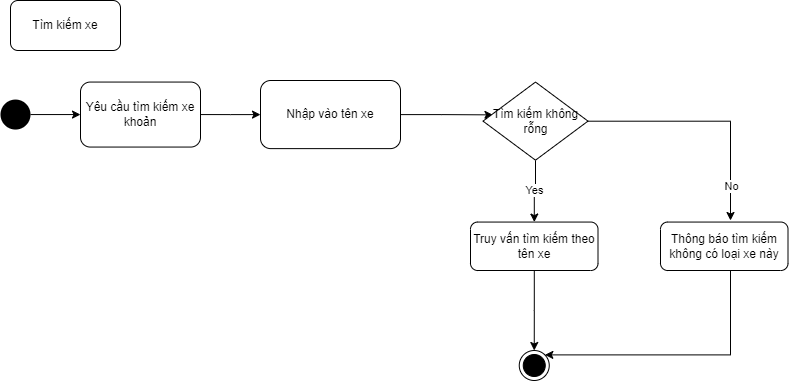 Tìm kiếm xe
Yêu cầu tìm kiếm xe
khoản
Nhập vào tên xe
Tìm kiếm không
rỗng
Yes
No
Truy vấn tìm kiếm theo
tên xe
Thông báo tìm kiếm
không có loại xe này